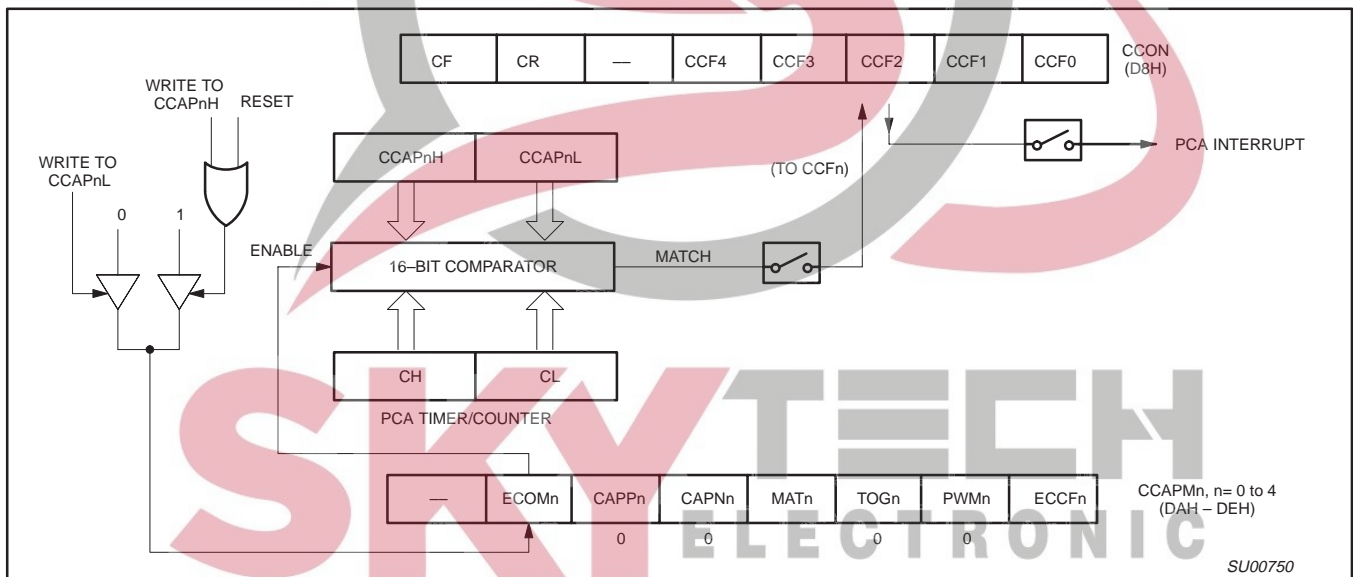 CF CR — CCF4 CCF3 CCF2 CCF1 CCF0
CCON
(D8H)
WRITE TO
CCAPnH
RESET
WRITE TO
CCAPnL
0 1
CCAPnH CCAPnL
(TO CCFn)
PCA INTERRUPT
ENABLE
16–BIT COMPARATOR
MATCH
CH CL
PCA TIMER/COUNTER
— ECOMn CAPPn CAPNn MATn TOGn PWMn ECCFn
CCAPMn, n= 0 to 4
(DAH – DEH)
0 0 0 0
SU00750
SKYTECH
ELECTRONIC